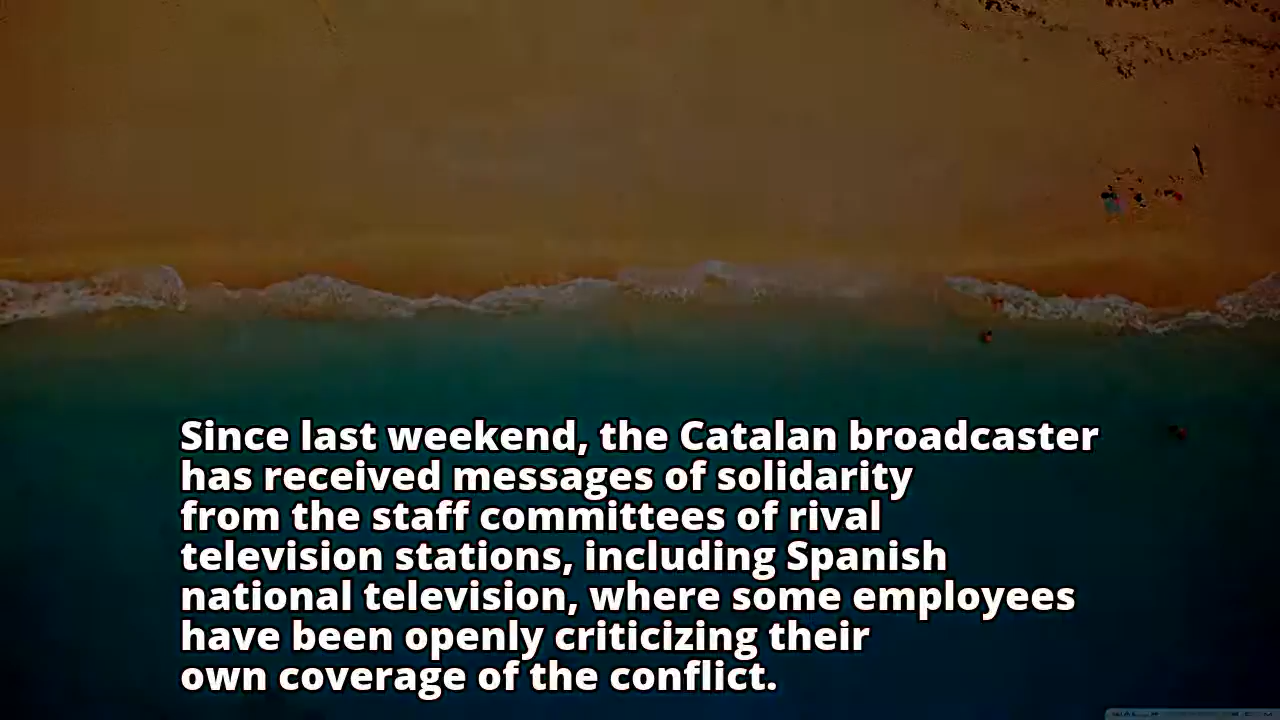 Since last weekend, the Catalan broadcaster
has received messages of solidarity
from the staff committees of rival
television stations, including Spanish
national television, where some employees
have been openly criticizing their
own coverage of the conflict.